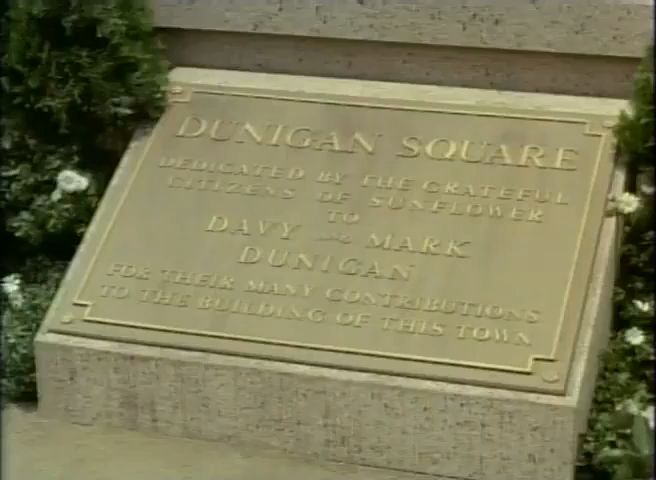 DUNIGAN SQUARE
DEDICATED BY THE GRATEFUL
CITIZENS OF SUNFLOWER
TO
DAVY AND MARK
DUNIGAN
FOR THEIR MANY CONTRIBUTIONS
TO THE BUILDING OF THIS TOWN